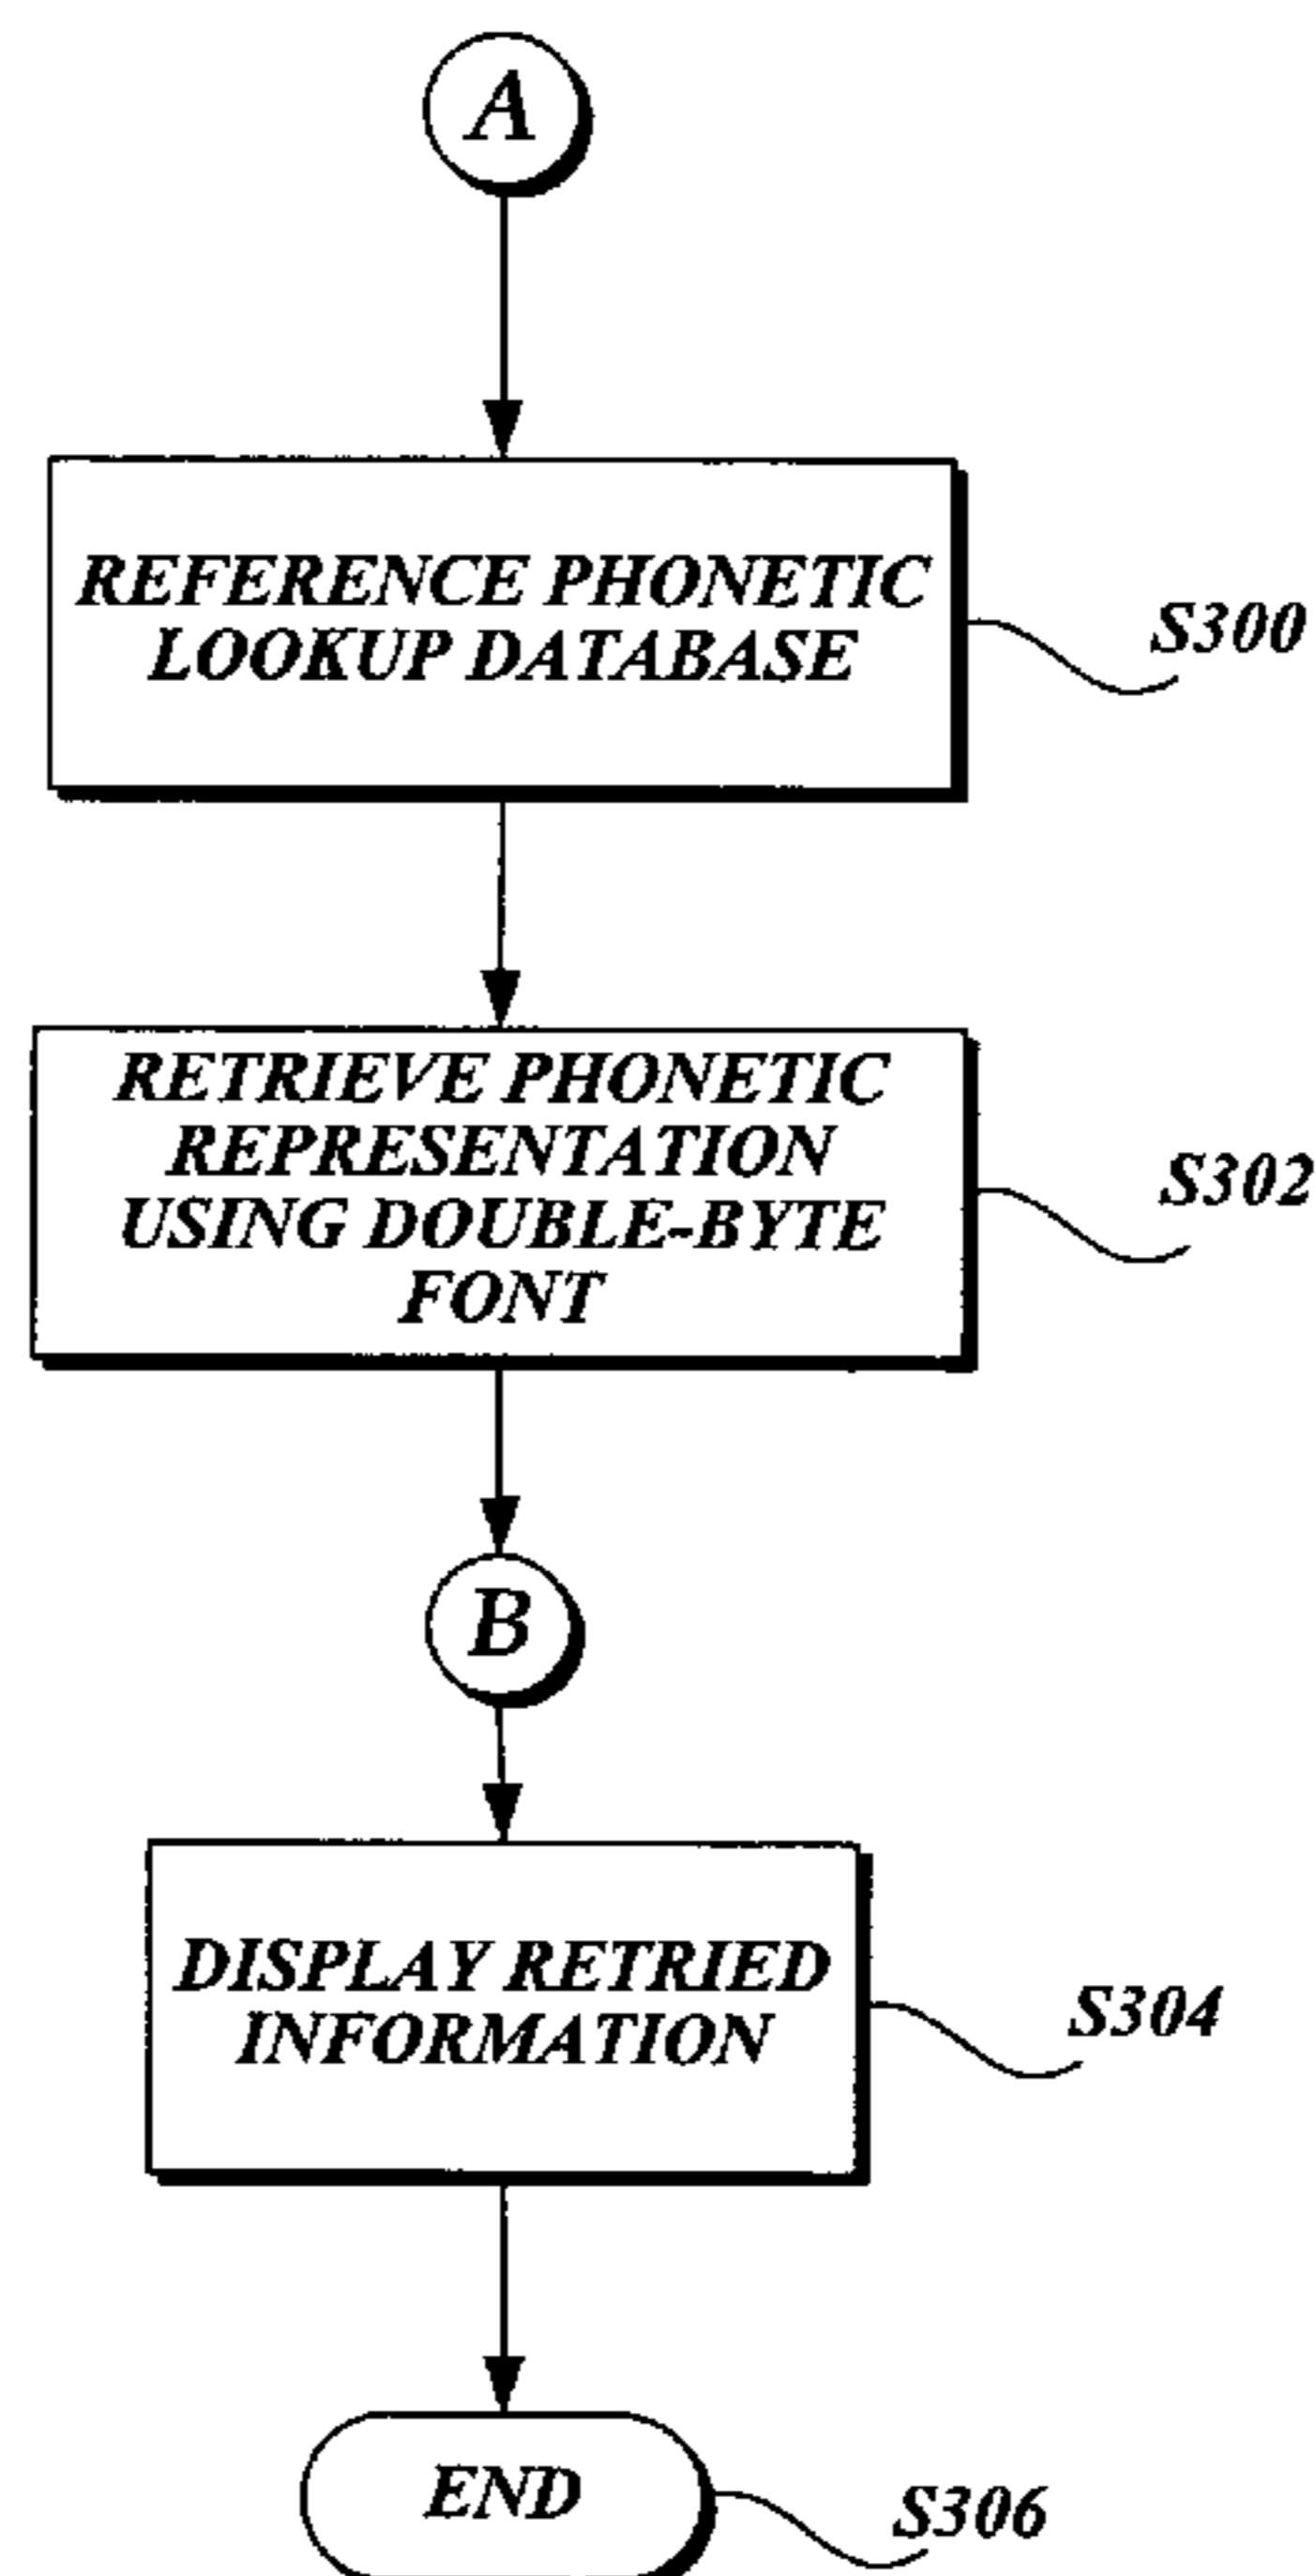 A
REFERENCE PHONETIC
LOOKUP DATABASE
S300
RETRIEVE PHONETIC
REPRESENTATION
USING DOUBLE-BYTE
FONT
S302
B
DISPLAY RETRIED
INFORMATION
S304
END
S306